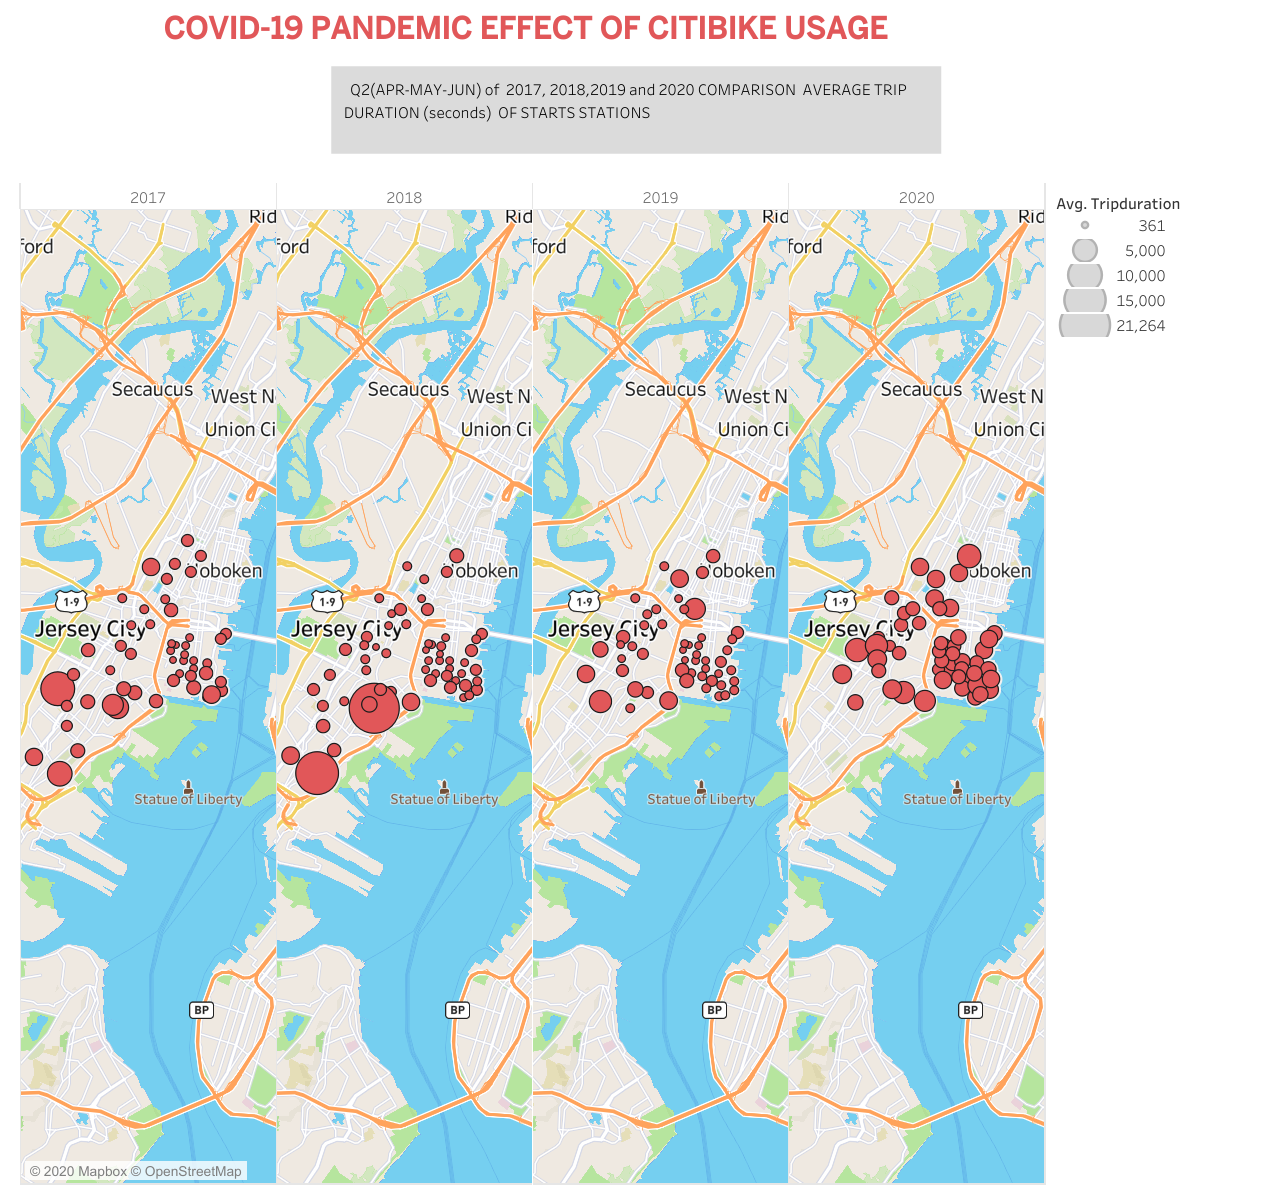 COVID-19 PANDEMIC EFFECT OF CITIBIKE USAGE
Q2(APR-MAY-JUN) of 2017, 2018,2019 and 2020 COMPARISON AVERAGE TRIP
DURATION (seconds) OF STARTS STATIONS
2017
2018
2019
2020
Avg. Tripduration
361
5,000
10,000
15,000
21,264
Rid
Rid
Rid
Rid
ford
ford
ford
ford
Secaucus
Secaucus
Secaucus
Secaucus
West N
West N
West N
West N
Union Ci
Union Ci
Union Ci
Union Ci
Hoboken
oboken
oboken
oboken
1-9
1-9
1-9
1-9
Jersey City
Jersey City
Jersey City
Jersey City
Statue of Liberty
Statue of Liberty
Statue of Liberty
Statue of Liberty
BP
BP
BP
BP
© 2020 Mapbox © OpenStreetMap